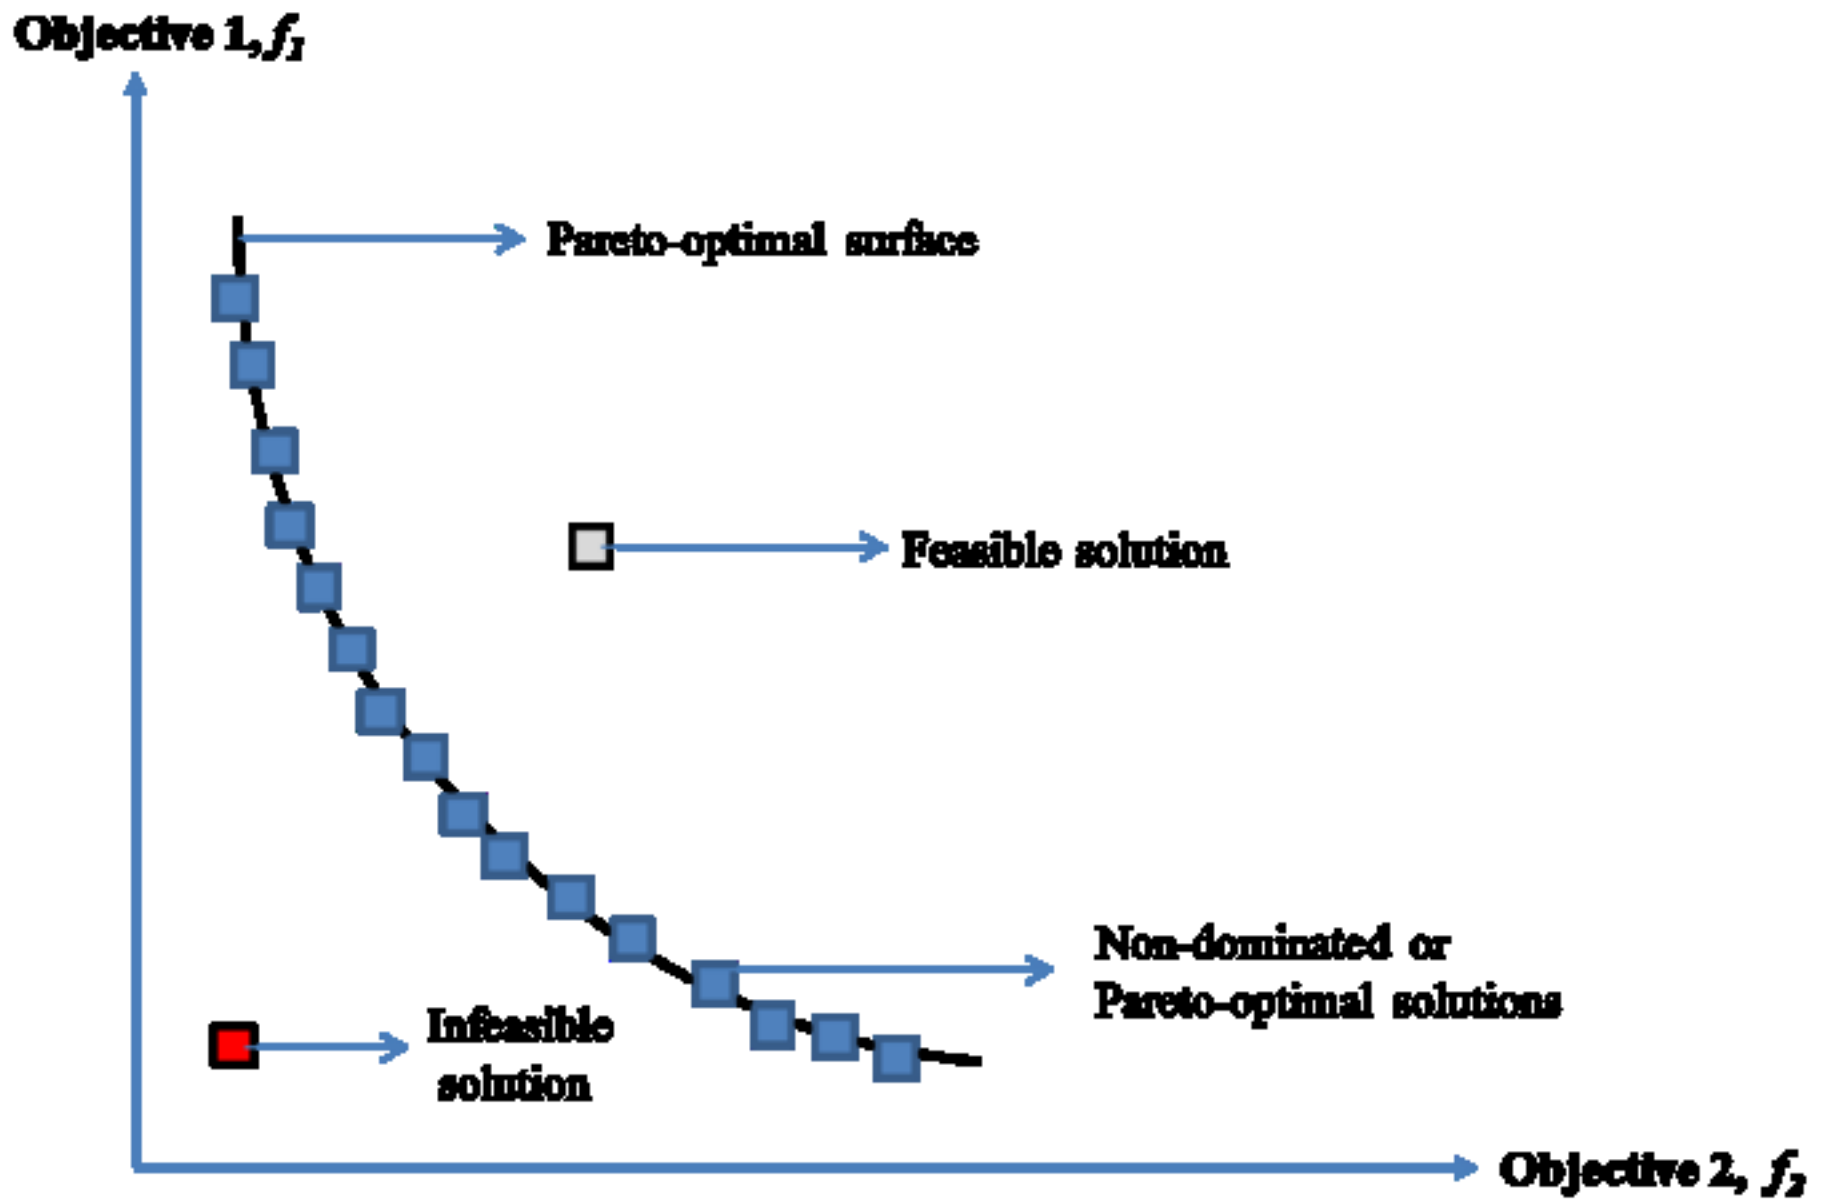 Objective 1, f1
Pareto-optimal surface
Feasible solution
Non-dominated or
Pareto-optimal solutions
Infeasible
solution
Objective 2, f2